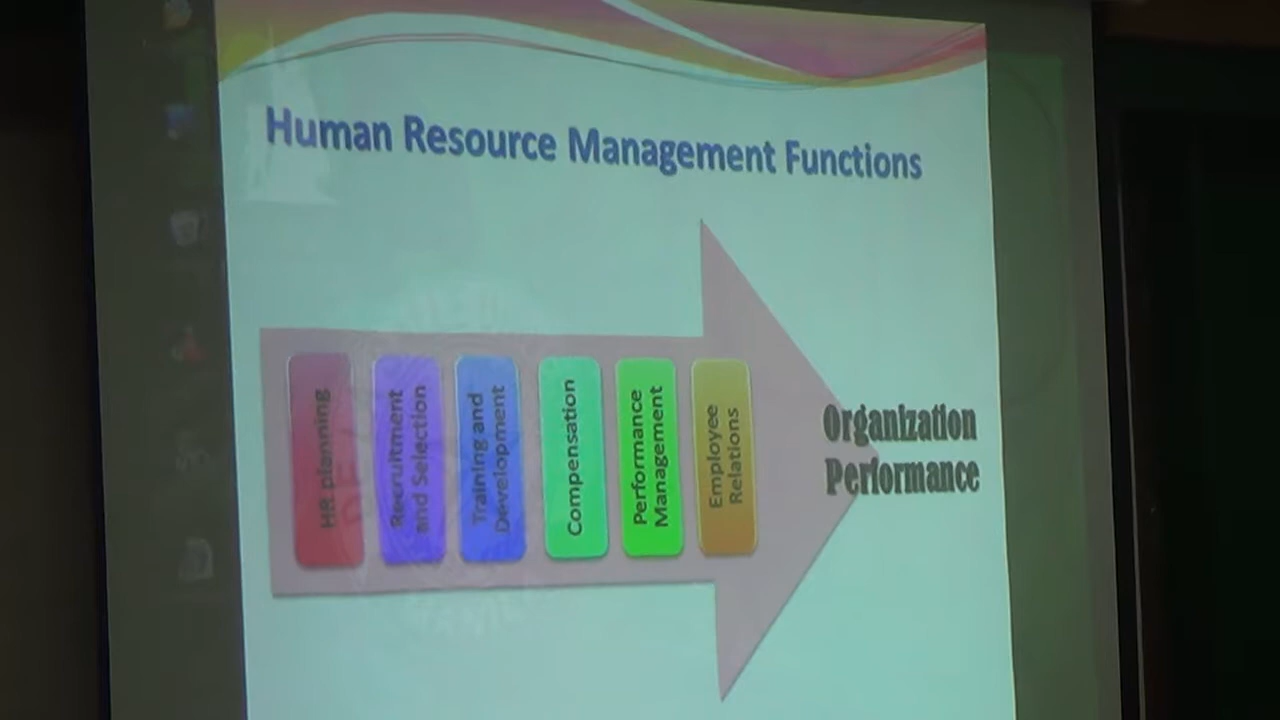 Human Resource Management Functions
HR planning
Recruitment
and Selection
Training and
Development
Compensation
Performance
Management
Employee
Relations
Organization
Performance